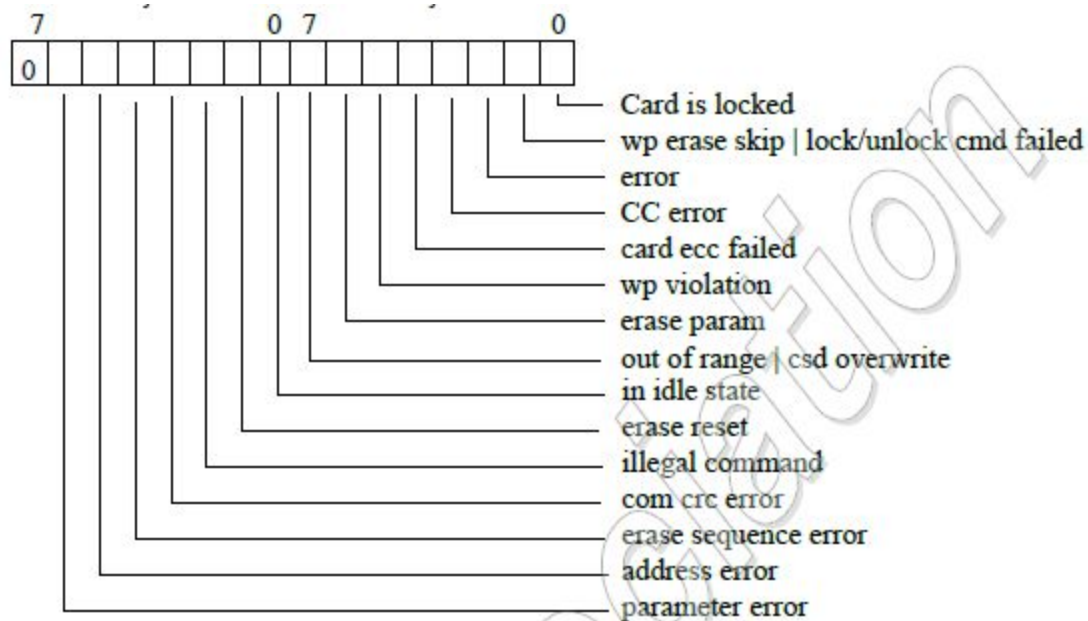 7 0 7 0
0
Card is locked
wp erase skip | lock/unlock cmd failed
error
CC error
card ecc failed
wp violation
erase param
out of range | csd overwrite
in idle state
erase reset
illegal command
com crc error
erase sequence error
address error
parameter error
ciation